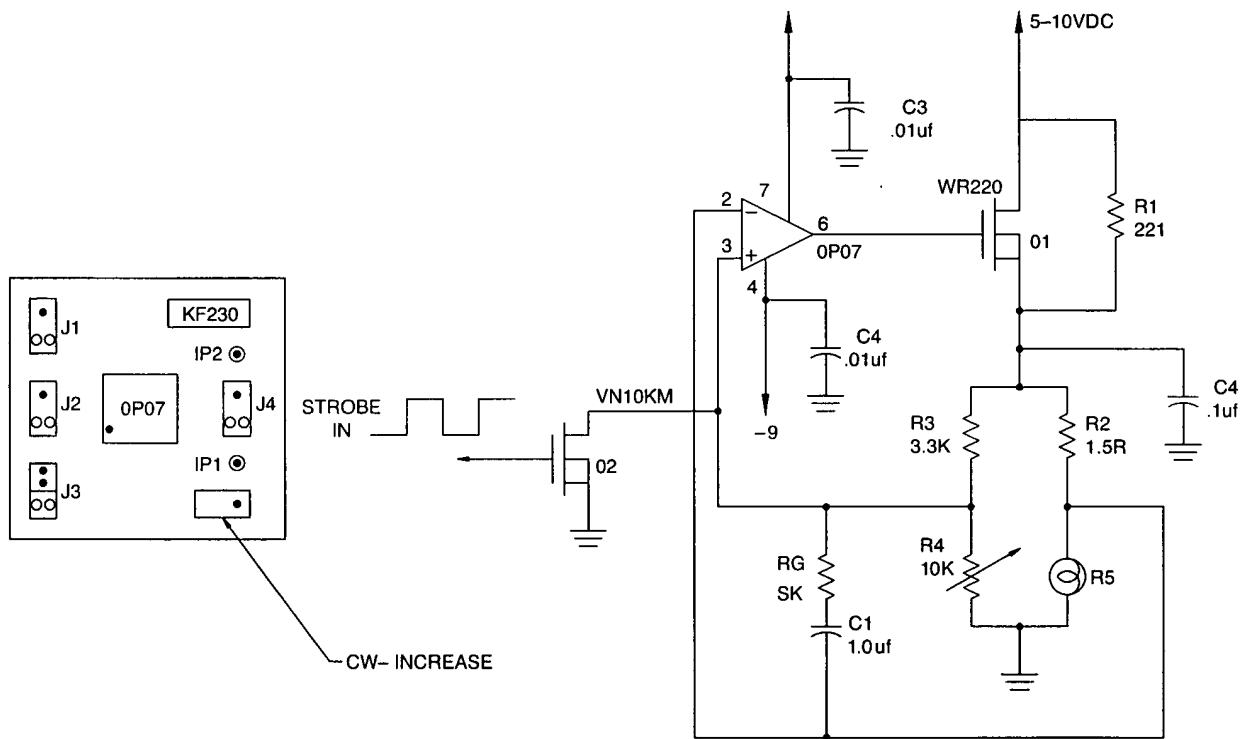 5–10VDC
C3
.01uf
WR220
7
2
–
6
3
+
0P07
4
01
R1
221
C4
.01uf
–9
C4
.1uf
KF230
J1
IP2
J2
0P07
J4
IP1
J3
STROBE
IN
VN10KM
02
R3
3.3K
R2
1.5R
RG
SK
R4
10K
R5
C1
1.0uf
CW– INCREASE